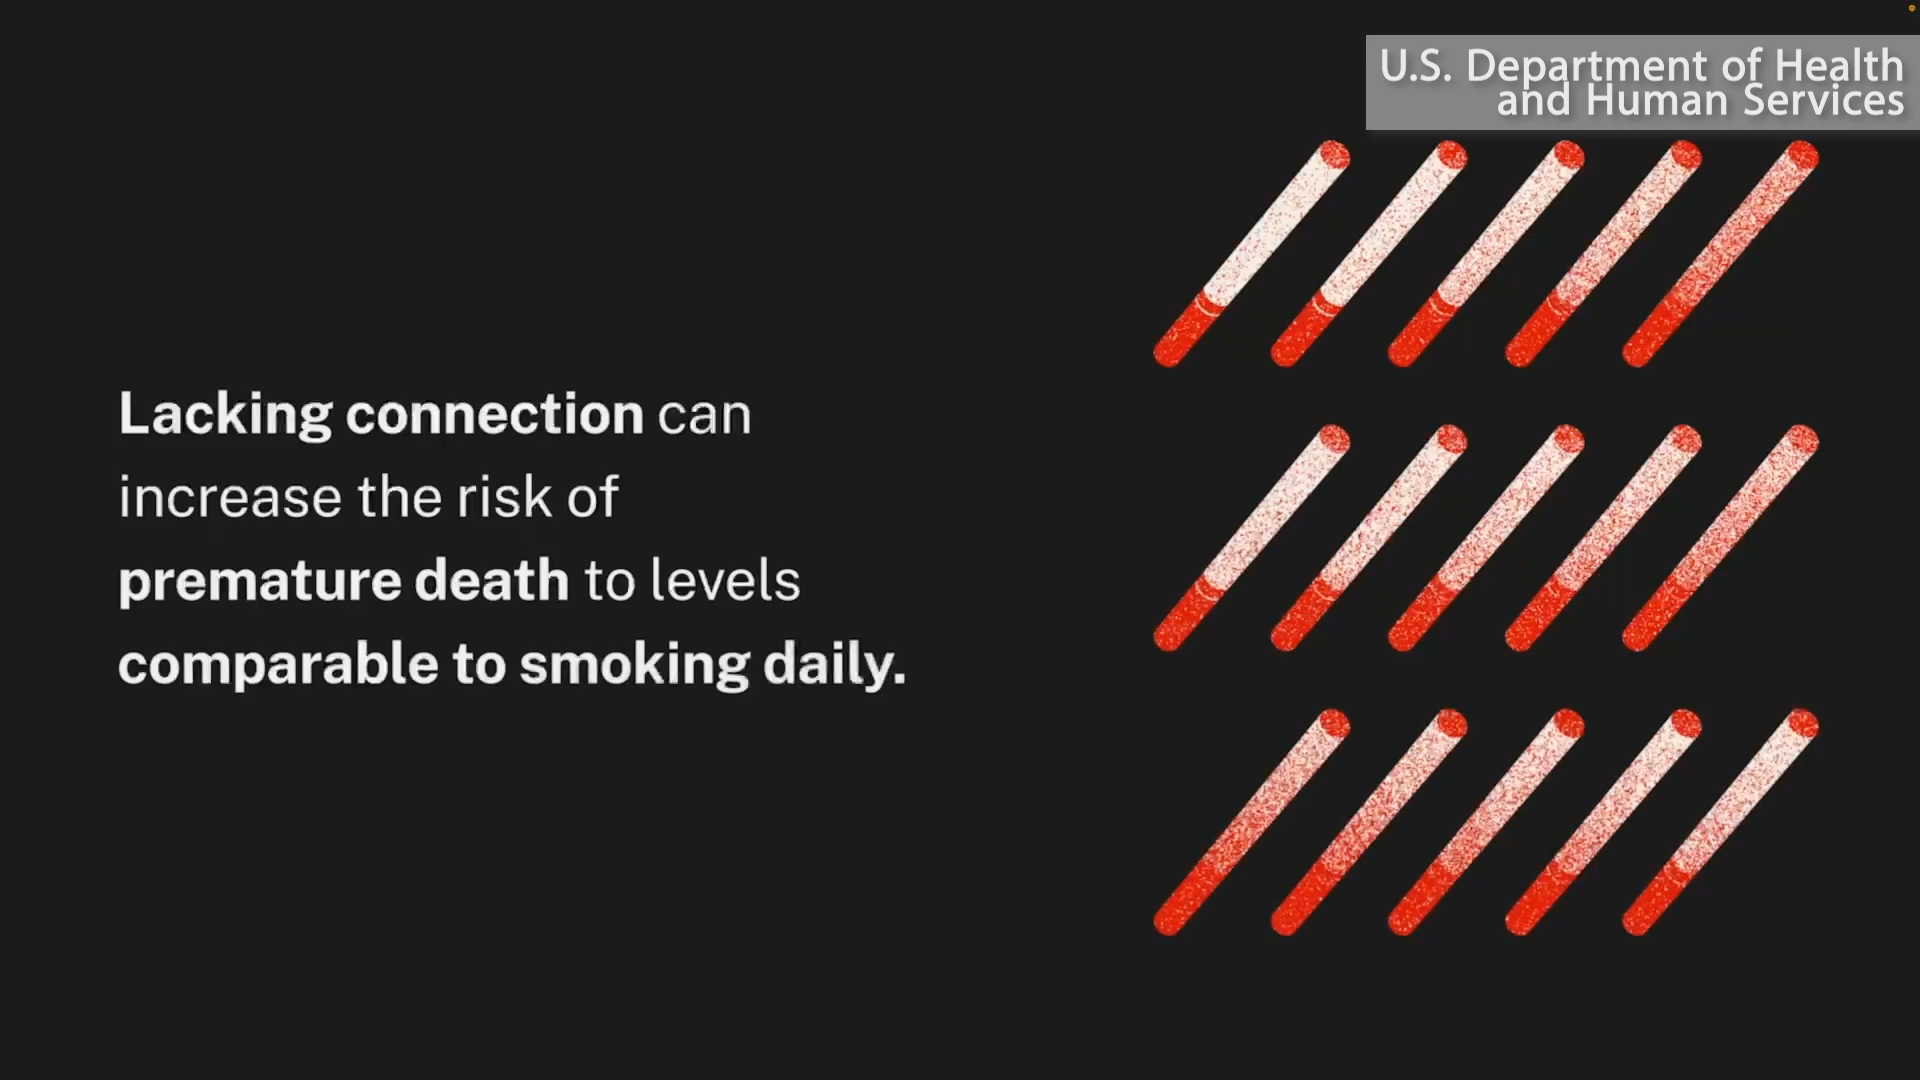 U.S. Department of Health
and Human Services
Lacking connection can
increase the risk of
premature death to levels
comparable to smoking daily.